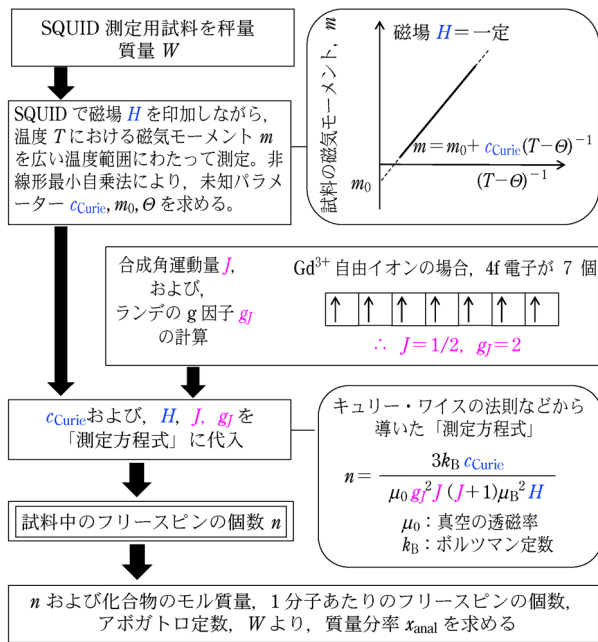 SQUID 測定用試料を秤量
質量 W
SQUID で磁場 H を印加しながら,
温度 T における磁気モーメント m
を広い温度範囲にわたって測定。非
線形最小自乗法により, 未知パラメ
ーター cCurie, m0, Θ を求める。
試料の磁気モーメント, m
磁場 H＝一定
m＝m0＋cCurie(T−Θ)−1
m0
(T−Θ)−1
合成角運動量 J,
および,
ランデの g 因子 gJ
の計算
Gd3+ 自由イオンの場合, 4f 電子が 7 個
∴ J＝1/2, gJ＝2
cCurieおよび, H, J, gJ を
「測定方程式」に代入
キュリー・ワイスの法則などから
導いた「測定方程式」
n＝ 3kB cCurie / μ0 gJ2 J (J＋1) μB2 H
μ0：真空の透磁率
kB：ボルツマン定数
試料中のフリースピンの個数 n
n および化合物のモル質量, 1 分子あたりのフリースピンの個数,
アボガトロ定数, W より, 質量分率 xanal を求める